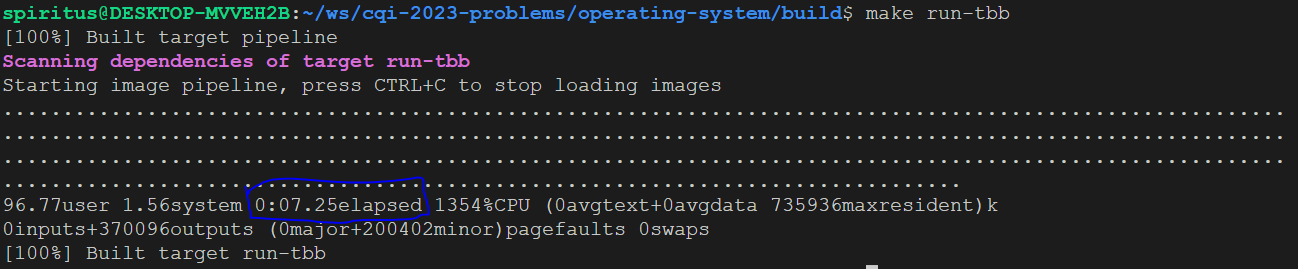 spiritus@DESKTOP-MVVEH2B:~/ws/cqi-2023-problems/operating-system/build$ make run-tbb
[100%] Built target pipeline
Scanning dependencies of target run-tbb
Starting image pipeline, press CTRL+C to stop loading images
...........................................................................................................
...........................................................................................................
...........................................................................................................
................................................................................
96.77user 1.56system 0:07.25elapsed 1354%CPU (0avgtext+0avgdata 735936maxresident)k
0inputs+370096outputs (0major+200402minor)pagefaults 0swaps
[100%] Built target run-tbb